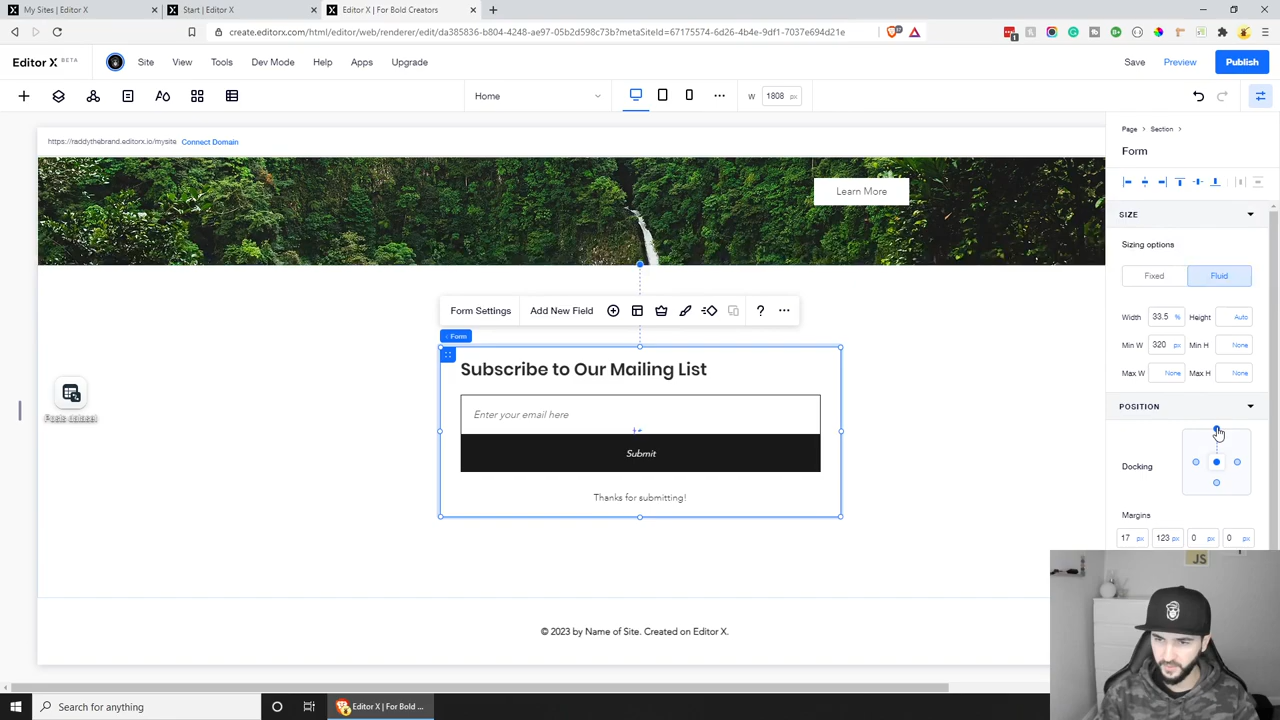 My Sites | Editor X
Start | Editor X
Editor X | For Bold Creators
create.editorx.com/html/editor/web/renderer/edit/da385836-b804-4248-ae97-05b2d598c73b?metaSiteId=67175574-6d26-4b4e-9df1-7037e694d21e
Editor X BETA
Site
View
Tools
Dev Mode
Help
Apps
Upgrade
Save
Preview
Publish
Home
W 1808 px
https://raddythebrand.editorx.io/mysite Connect Domain
Page > Section >
Form
Learn More
SIZE
Sizing options
Fixed
Fluid
Form Settings
Add New Field
Width 33.5 % Height Auto
Form
Min W 320 px Min H None
Subscribe to Our Mailing List
Max W None Max H None
Enter your email here
POSITION
Posts dataset
Submit
Docking
Thanks for submitting!
Margins
17 px 123 px 0 px 0 px
JS
© 2023 by Name of Site. Created on Editor X.
Search for anything
Editor X | For Bold ...